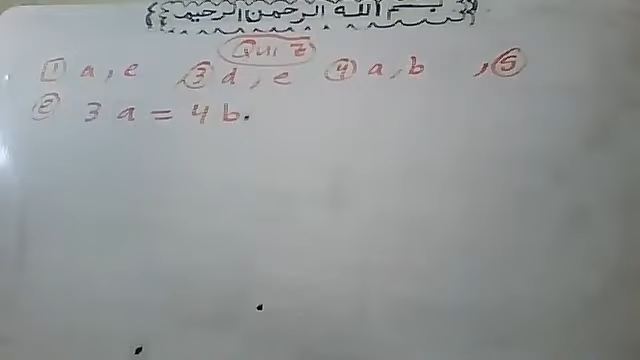 بسم الله الرحمن الرحيم
Quiz
① a, e ③ d, e ④ a, b , ⑤
② 3 a = 4 b.